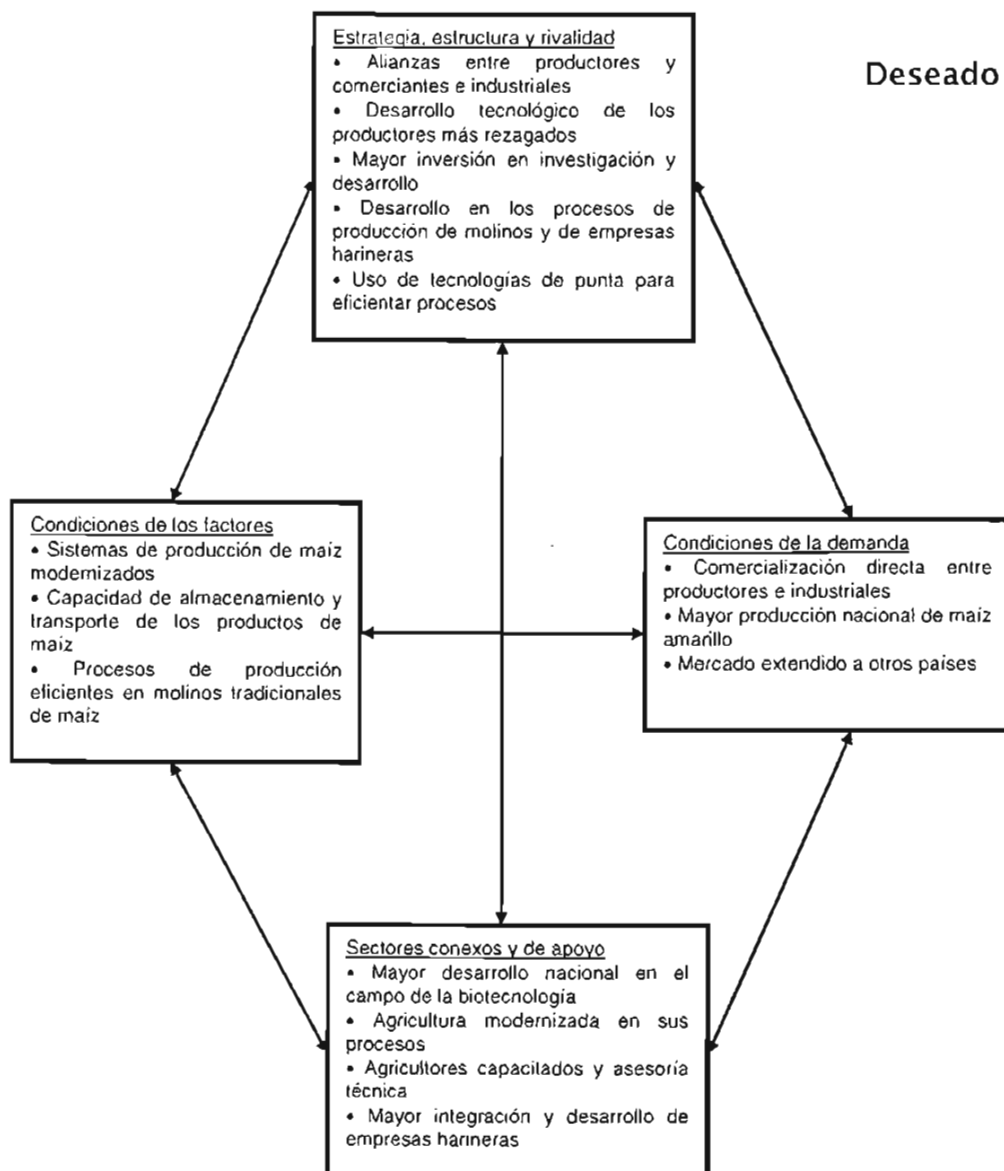 Deseado
Estrategia, estructura y rivalidad
• Alianzas entre productores y
comerciantes e industriales
• Desarrollo tecnológico de los
productores más rezagados
• Mayor inversión en investigación y
desarrollo
• Desarrollo en los procesos de
producción de molinos y de empresas
harineras
• Uso de tecnologías de punta para
eficientar procesos
Condiciones de los factores
• Sistemas de producción de maíz
modernizados
• Capacidad de almacenamiento y
transporte de los productos de
maíz
• Procesos de producción
eficientes en molinos tradicionales
de maíz
Condiciones de la demanda
• Comercialización directa entre
productores e industriales
• Mayor producción nacional de maíz
amarillo
• Mercado extendido a otros países
Sectores conexos y de apoyo
• Mayor desarrollo nacional en el
campo de la biotecnología
• Agricultura modernizada en sus
procesos
• Agricultores capacitados y asesoría
técnica
• Mayor integración y desarrollo de
empresas harineras